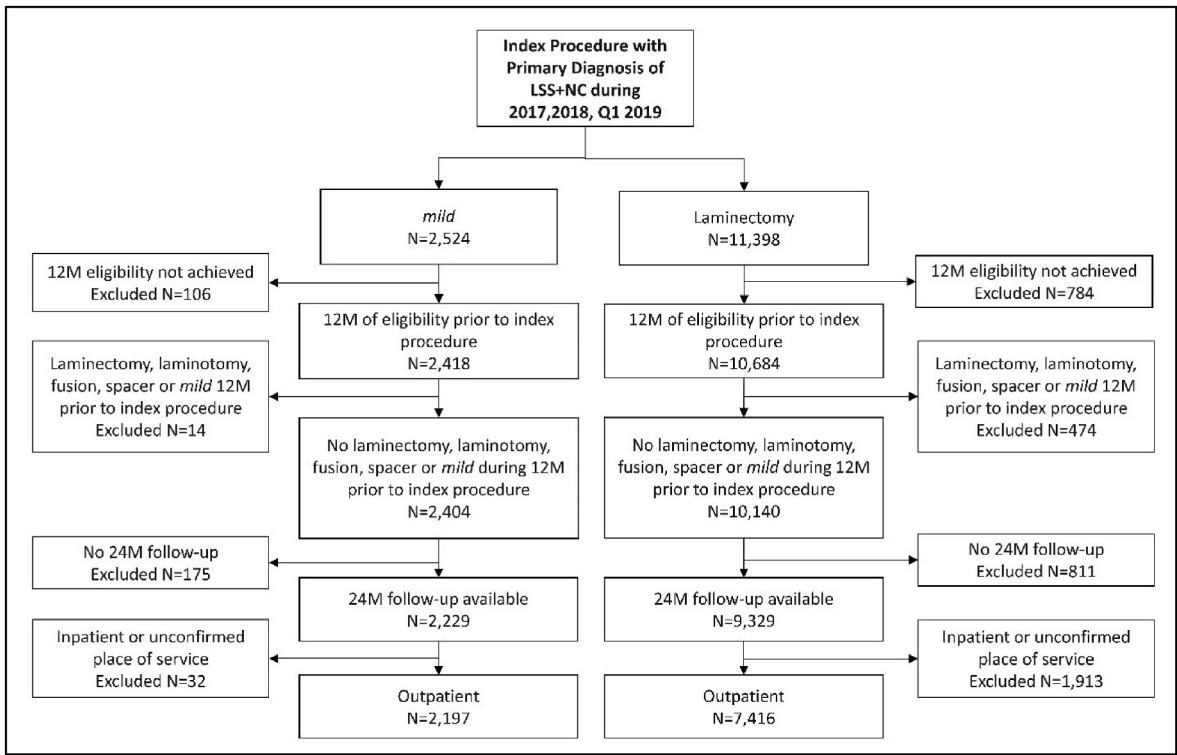 Index Procedure with
Primary Diagnosis of
LSS+NC during
2017,2018, Q1 2019
mild
N=2,524
Laminectomy
N=11,398
12M eligibility not achieved
Excluded N=106
12M eligibility not achieved
Excluded N=784
12M of eligibility prior to index
procedure
N=2,418
12M of eligibility prior to index
procedure
N=10,684
Laminectomy, laminotomy,
fusion, spacer or mild 12M
prior to index procedure
Excluded N=14
Laminectomy, laminotomy,
fusion, spacer or mild 12M
prior to index procedure
Excluded N=474
No laminectomy, laminotomy,
fusion, spacer or mild during 12M
prior to index procedure
N=2,404
No laminectomy, laminotomy,
fusion, spacer or mild during 12M
prior to index procedure
N=10,140
No 24M follow-up
Excluded N=175
No 24M follow-up
Excluded N=811
24M follow-up available
N=2,229
24M follow-up available
N=9,329
Inpatient or unconfirmed
place of service
Excluded N=32
Inpatient or unconfirmed
place of service
Excluded N=1,913
Outpatient
N=2,197
Outpatient
N=7,416